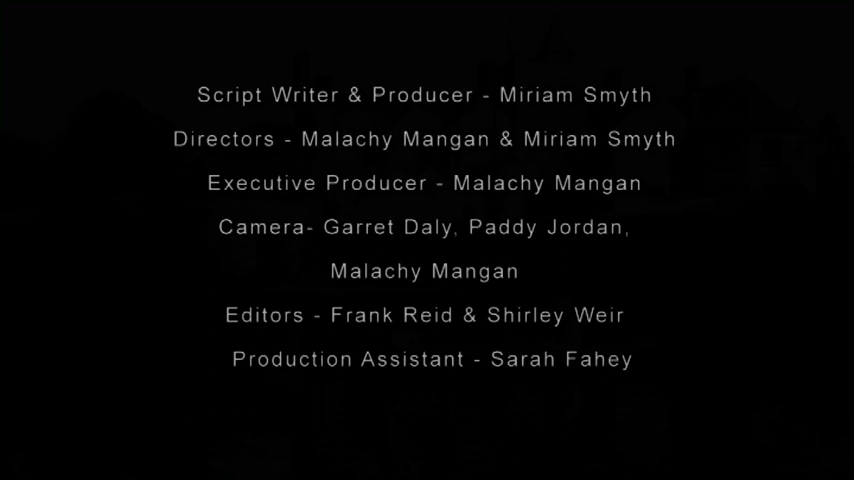 Script Writer & Producer - Miriam Smyth
Directors - Malachy Mangan & Miriam Smyth
Executive Producer - Malachy Mangan
Camera- Garret Daly, Paddy Jordan,
Malachy Mangan
Editors - Frank Reid & Shirley Weir
Production Assistant - Sarah Fahey